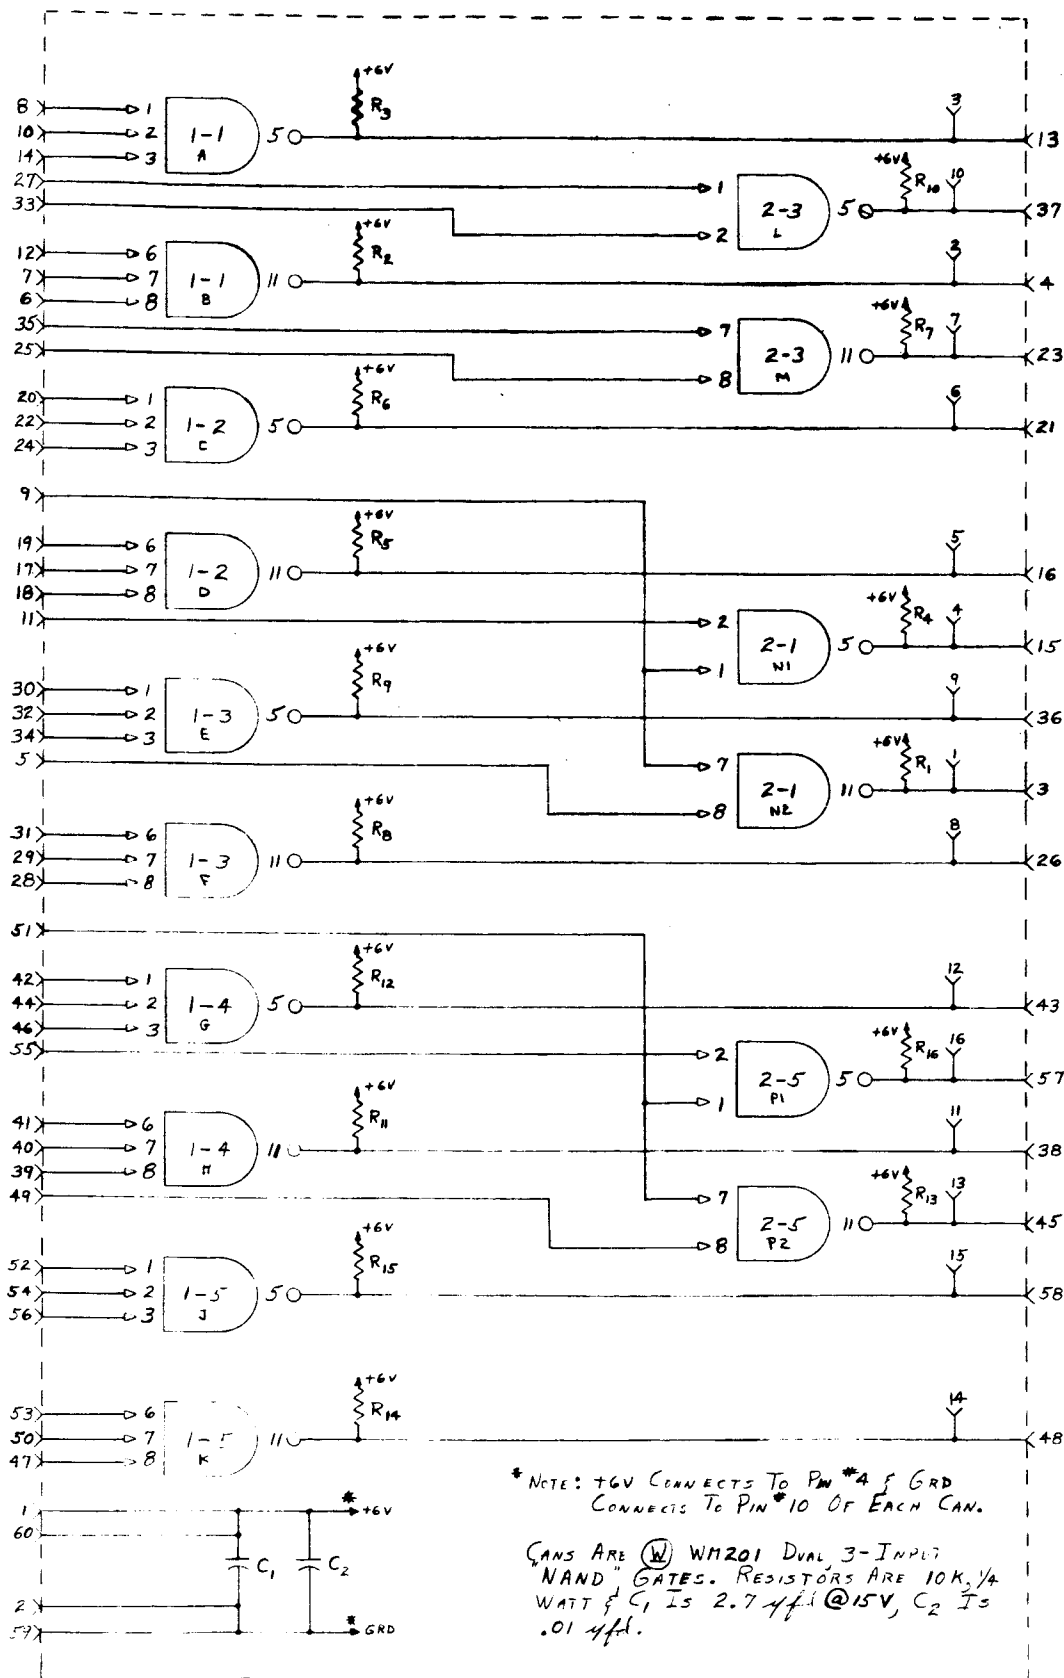 +6V
8 1 R3 3
10 2 1-1 5 13
14 3 A
27 +6V R10 10
33 1 2-3 5 37
+6V 2 L
12 6 R2 2
7 7 1-1 11 4
6 8 B
35 +6V R7 7
25 7 2-3 11 23
+6V 8 M
20 1 R6 6
22 2 1-2 5 21
24 3 C
9
+6V
19 6 R5 5
17 7 1-2 11 16
18 8 D
11 +6V R4 4
2 2-1 5 15
+6V 1 N1
30 1 R9 9
32 2 1-3 5 36
34 3 E
5 +6V R1 1
7 2-1 11 3
+6V 8 N2
31 6 R8 8
29 7 1-3 11 26
28 8 F
51
+6V
42 1 R12 12
44 2 1-4 5 43
46 3 G
55 +6V R16 16
2 2-5 5 57
+6V 1 P1
41 6 R11 11
40 7 1-4 11 38
39 8 H
49 +6V R13 13
7 2-5 11 45
+6V 8 P2
52 1 R15 15
54 2 1-5 5 58
56 3 J
+6V
53 6 R14 14
50 7 1-5 11 48
47 8 K
* NOTE: +6V CONNECTS TO PIN #4 & GRD
CONNECTS TO PIN #10 OF EACH CAN.
1 * +6V
60
C1 C2
2
59 * GRD
CANS ARE Ⓦ WM201 DUAL 3-INPUT
"NAND" GATES. RESISTORS ARE 10K, 1/4
WATT & C1 IS 2.7 µfd @15V, C2 IS
.01 µfd.